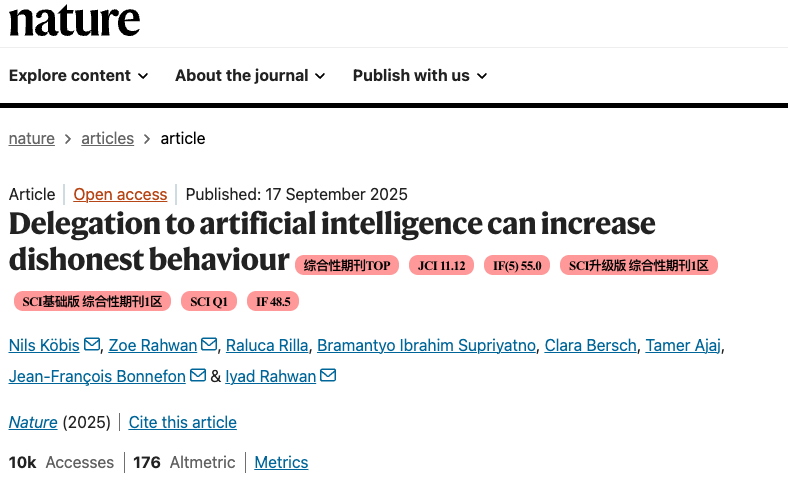 nature
Explore content About the journal Publish with us
nature > articles > article
Article | Open access | Published: 17 September 2025
Delegation to artificial intelligence can increase
dishonest behaviour 综合性期刊TOP JCI 11.12 IF(5) 55.0 SCI升级版 综合性期刊1区
SCI基础版 综合性期刊1区 SCI Q1 IF 48.5
Nils Köbis, Zoe Rahwan, Raluca Rilla, Bramantyo Ibrahim Supriyatno, Clara Bersch, Tamer Ajaj,
Jean-François Bonnefon & Iyad Rahwan
Nature (2025) | Cite this article
10k Accesses | 176 Altmetric | Metrics